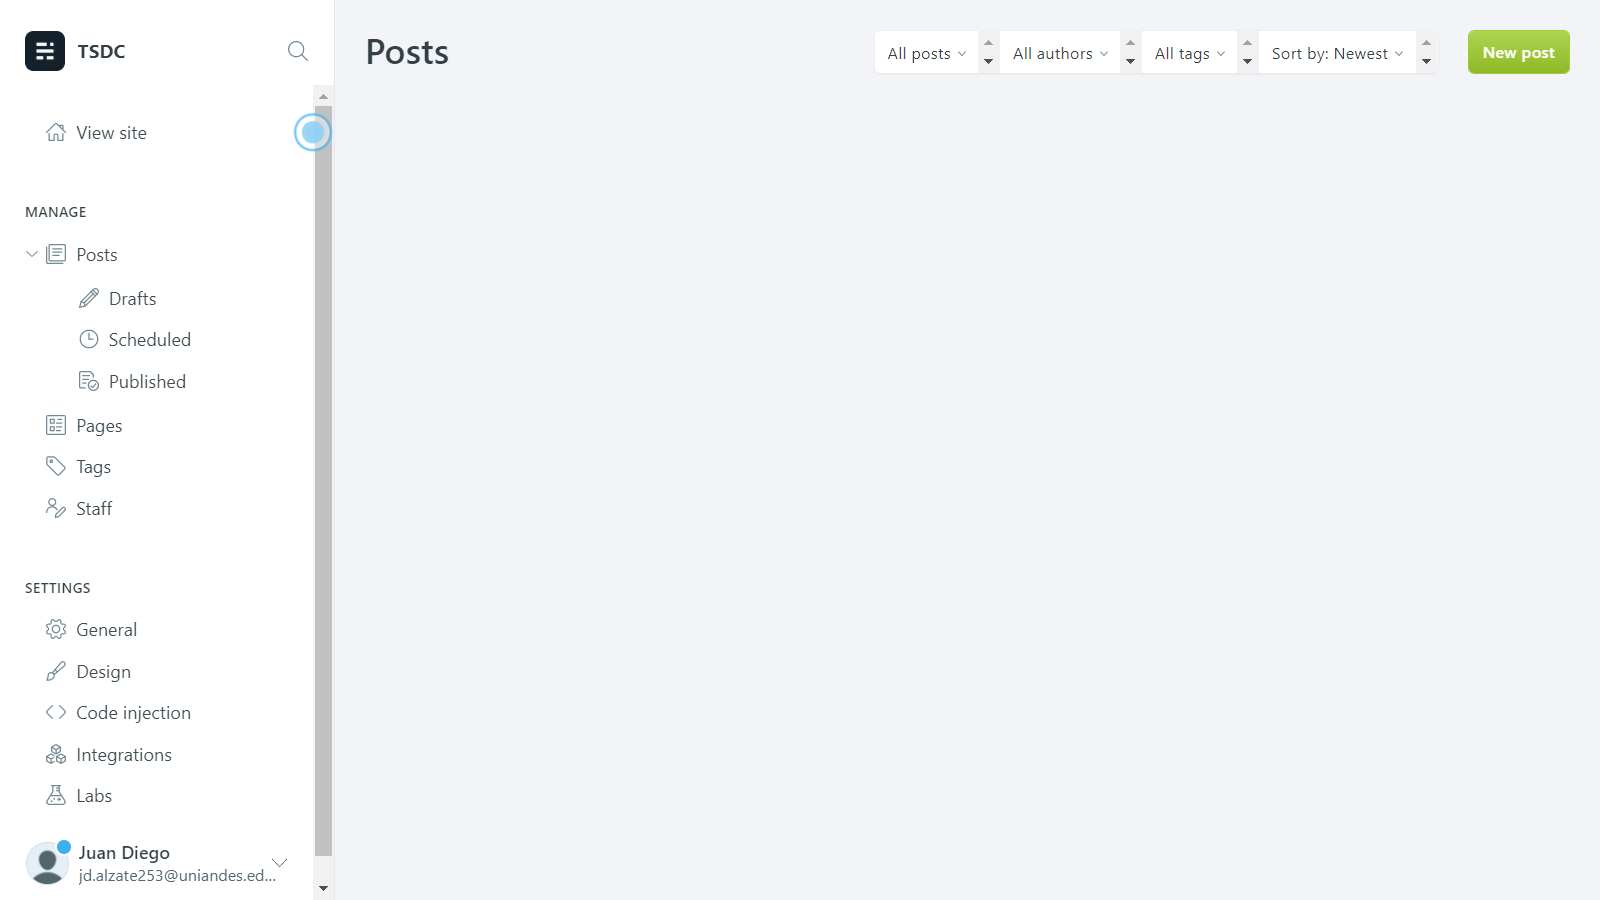 TSDC
View site
MANAGE
Posts
Drafts
Scheduled
Published
Pages
Tags
Staff
SETTINGS
General
Design
Code injection
Integrations
Labs
Juan Diego
jd.alzate253@uniandes.ed...
Posts
All posts
All authors
All tags
Sort by: Newest
New post